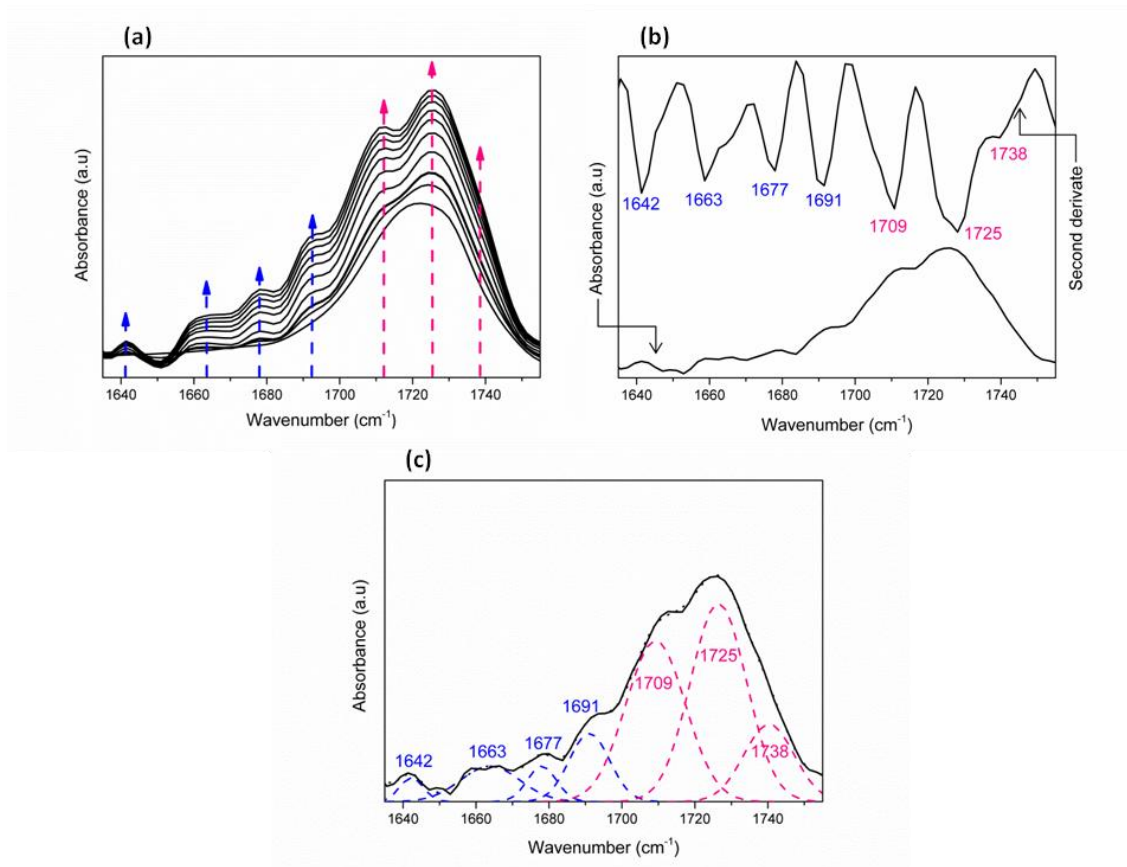 (a)
Absorbance (a.u)
1640 1660 1680 1700 1720 1740
Wavenumber (cm-1)
(b)
Absorbance (a.u)
1642
1663
1677
1691
1709
1725
1738
Second derivate
1640 1660 1680 1700 1720 1740
Wavenumber (cm-1)
(c)
Absorbance (a.u)
1642
1663
1677
1691
1709
1725
1738
1640 1660 1680 1700 1720 1740
Wavenumber (cm-1)